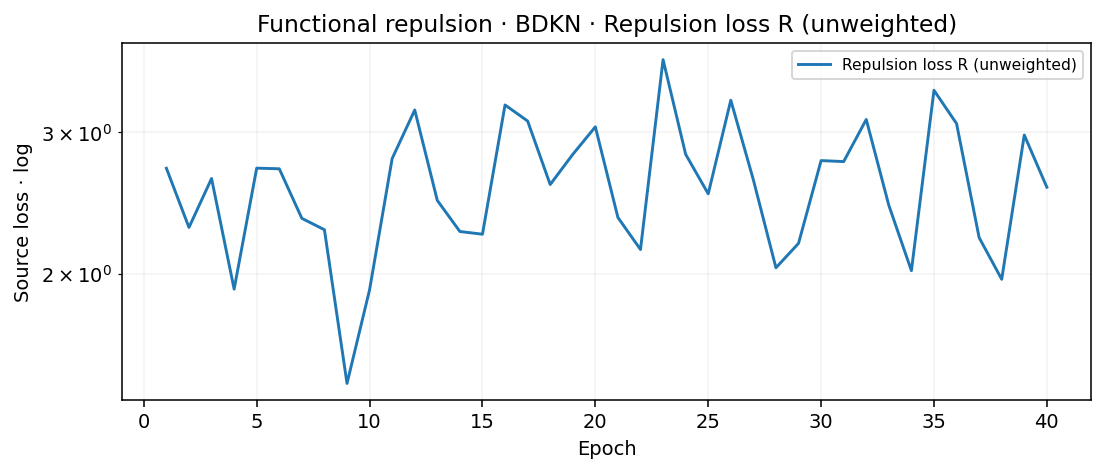 Functional repulsion · BDKN · Repulsion loss R (unweighted)
Repulsion loss R (unweighted)
Source loss · log
3 × 10⁰
2 × 10⁰
0 5 10 15 20 25 30 35 40
Epoch